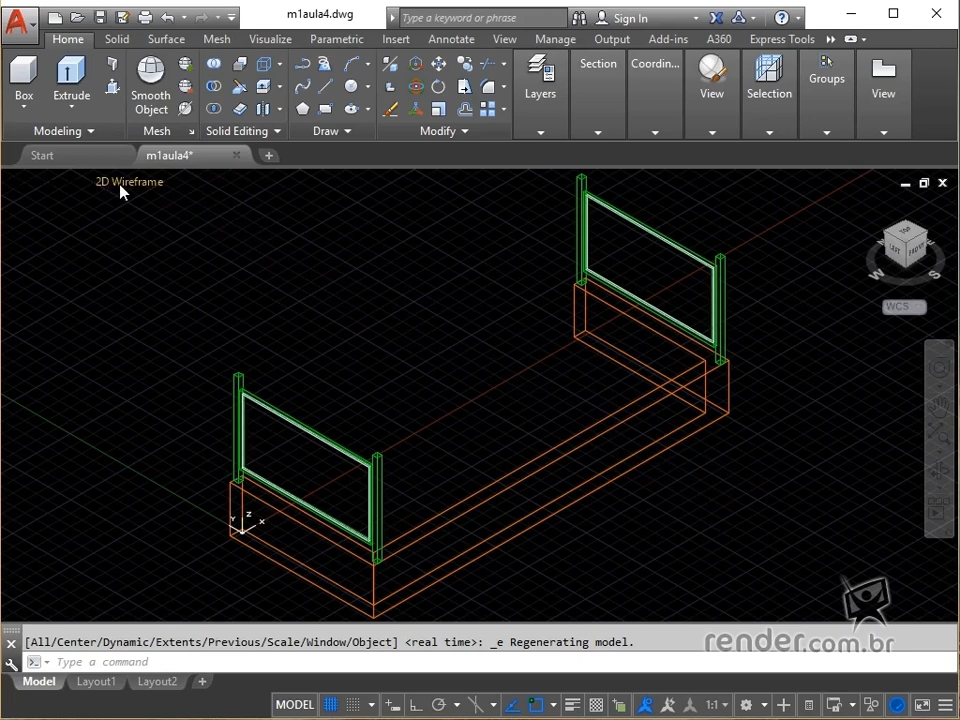 m1aula4.dwg
Type a keyword or phrase
Sign In
Home Solid Surface Mesh Visualize Parametric Insert Annotate View Manage Output Add-ins A360 Express Tools
Box Extrude Smooth Object Layers Section Coordin... View Selection Groups View
Modeling Mesh Solid Editing Draw Modify
Start m1aula4*
2D Wireframe
TOP
LEFT FRONT
W S
WCS
Z
Y X
[All/Center/Dynamic/Extents/Previous/Scale/Window/Object] <real time>: _e Regenerating model.
render.com.br
Type a command
Model Layout1 Layout2
MODEL 1:1